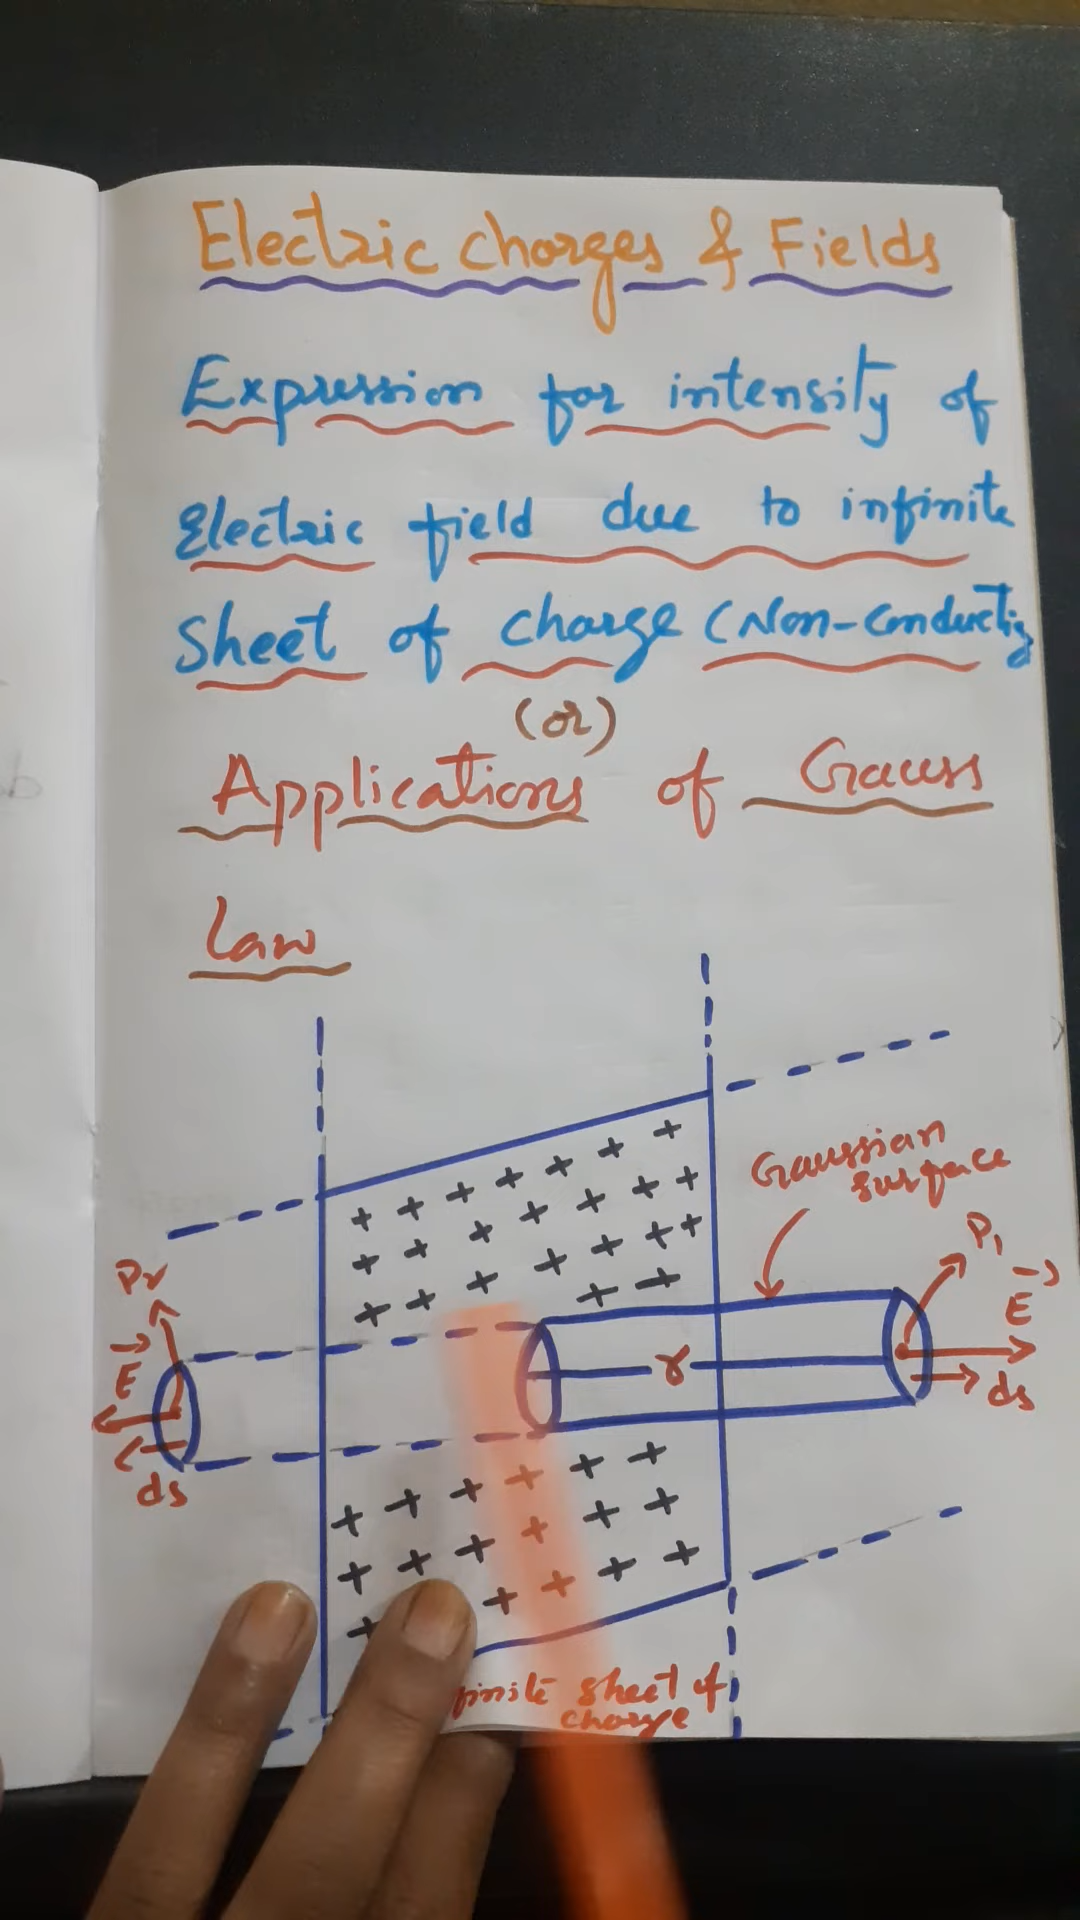 Electric charges & Fields
Expression for intensity of
Electric field due to infinite
Sheet of charge (Non-Conducting
(or)
Applications of Gauss
Law
Gaussian
surface
P₁
E
ds
r
E
ds
sheet of
charge